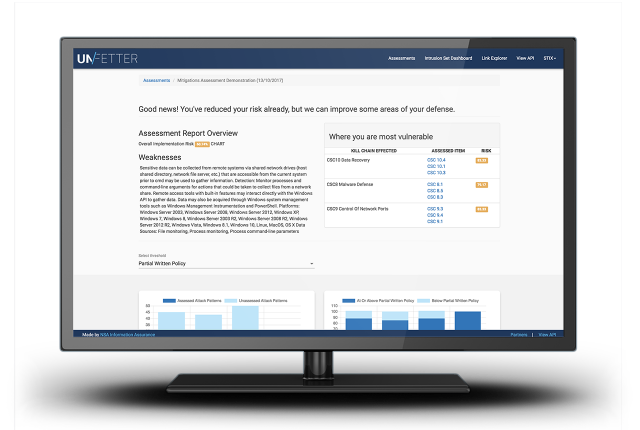 UNFETTER
Assessments Intrusion Set Dashboard Link Explorer View API STIX
Assessments / Mitigations Assessment Demonstration (13/10/2017)
Good news! You've reduced your risk already, but we can improve some areas of your defense.
Assessment Report Overview
Overall Implementation Risk CHART
Weaknesses
Sensitive data can be collected from remote systems via shared network drives (host
shared directory, network file server, etc.) that are accessible from the current system
prior to cmd may be used to gather information. Detection: Monitor processes and
command-line arguments for actions that could be taken to collect files from a network
share. Remote access tools with built-in features may interact directly with the Windows
API to gather data. Data may also be acquired through Windows system management
tools such as Windows Management Instrumentation and PowerShell. Platforms:
Windows Server 2003, Windows Server 2008, Windows Server 2012, Windows XP,
Windows 7, Windows 8, Windows Server 2003 R2, Windows Server 2008 R2, Windows
Server 2012 R2, Windows Vista, Windows 8.1, Windows 10, Linux, MacOS, OS X Data
Sources: File monitoring, Process monitoring, Process command-line parameters
Where you are most vulnerable
KILL CHAIN EFFECTED ASSESSED ITEM RISK
CSC10 Data Recovery CSC 10.4
CSC 10.1
CSC 10.3
CSC8 Malware Defense CSC 8.1
CSC 8.5
CSC 8.3
CSC9 Control Of Network Ports CSC 9.3
CSC 9.4
CSC 9.1
Select threshold
Partial Written Policy
Assessed Attack Patterns Unassessed Attack Patterns
50
45
40
35
30
At Or Above Partial Written Policy Below Partial Written Policy
110
100
90
80
70
Made by NSA Information Assurance Partners | View API